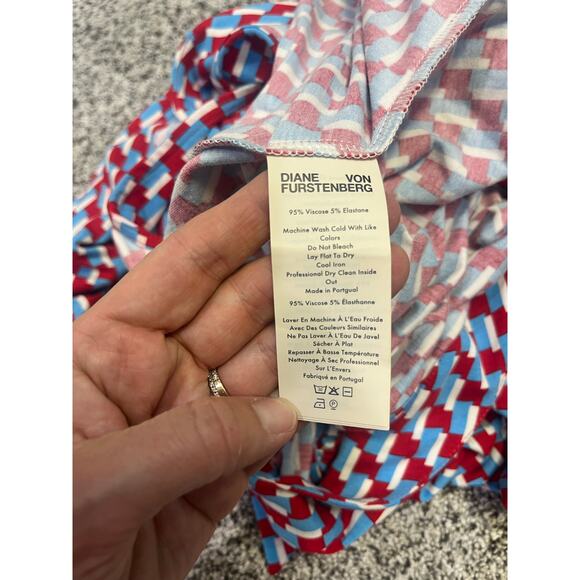 DIANE VON
FURSTENBERG
95% Viscose 5% Elastane
Machine Wash Cold With Like
Colors
Do Not Bleach
Lay Flat To Dry
Cool Iron
Professional Dry Clean Inside
Out
Made in Portgual
95% Viscose 5% Élasthanne
Laver En Machine À L'Eau Froide
Avec Des Couleurs Similaires
Ne Pas Laver À L'Eau De Javel
Sécher À Plat
Repasser À Basse Température
Nettoyage À Sec Professionnel
Sur L'Envers
Fabriqué en Portugal